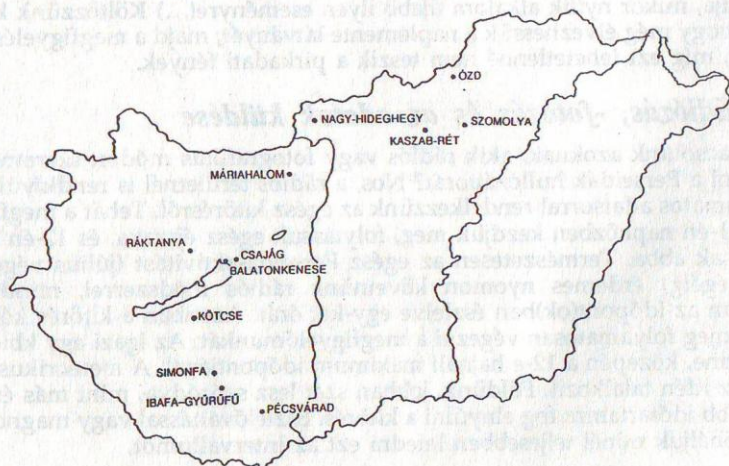 ÓZD
NAGY-HIDEGHEGY
SZOMOLYA
KASZAB-RÉT
MÁRIAHALOM
RÁKTANYA
CSAJÁG
BALATONKENESE
KÖTCSE
SIMONFA
IBAFA-GYŰRŰFŰ
PÉCSVÁRAD